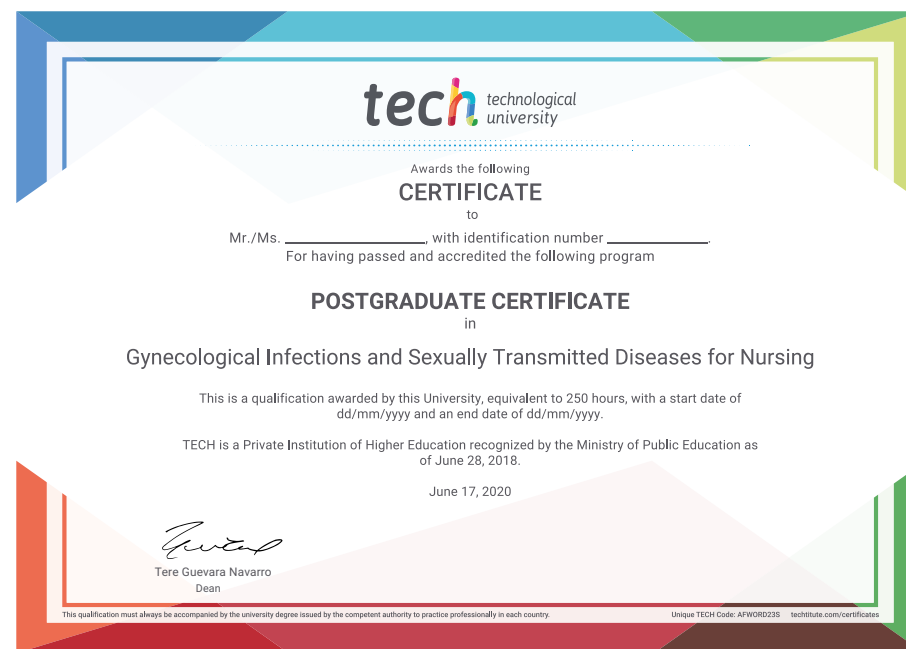 tech technological
university
Awards the following
CERTIFICATE
to
Mr./Ms. ____________________, with identification number ______________.
For having passed and accredited the following program
POSTGRADUATE CERTIFICATE
in
Gynecological Infections and Sexually Transmitted Diseases for Nursing
This is a qualification awarded by this University, equivalent to 250 hours, with a start date of
dd/mm/yyyy and an end date of dd/mm/yyyy.
TECH is a Private Institution of Higher Education recognized by the Ministry of Public Education as
of June 28, 2018.
June 17, 2020
Tere Guevara Navarro
Dean
This qualification must always be accompanied by the university degree issued by the competent authority to practice professionally in each country.
Unique TECH Code: AFWORD23S techtitute.com/certificates